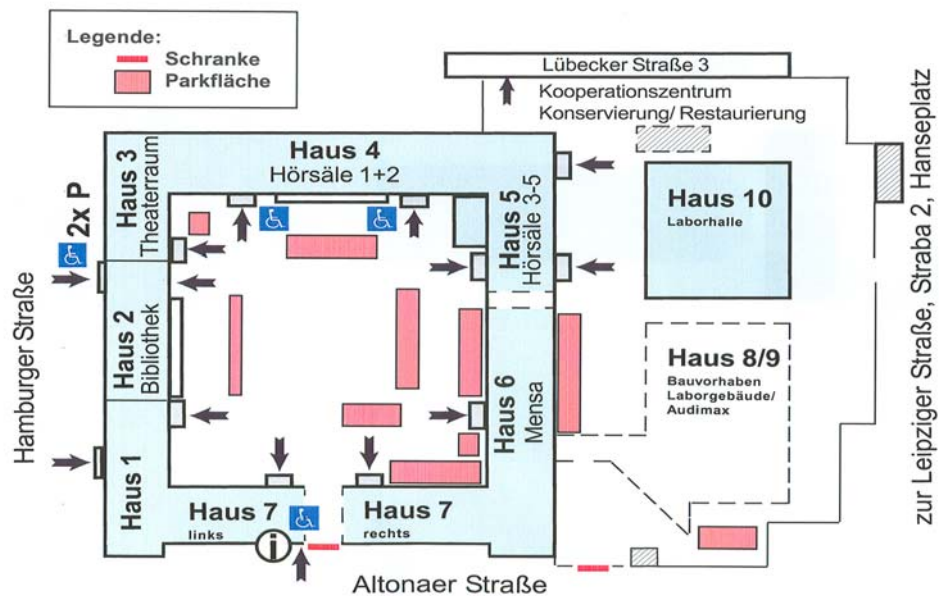 Legende:
Schranke
Parkfläche
Lübecker Straße 3
Kooperationszentrum
Konservierung/ Restaurierung
Haus 4
Hörsäle 1+2
Haus 3
Theaterraum
2x P
Haus 5
Hörsäle 3-5
Haus 10
Laborhalle
Hamburger Straße
Haus 2
Bibliothek
Haus 6
Mensa
Haus 8/9
Bauvorhaben
Laborgebäude/
Audimax
zur Leipziger Straße, Straba 2, Hanseplatz
Haus 1
Haus 7
links
i
Haus 7
rechts
Altonaer Straße